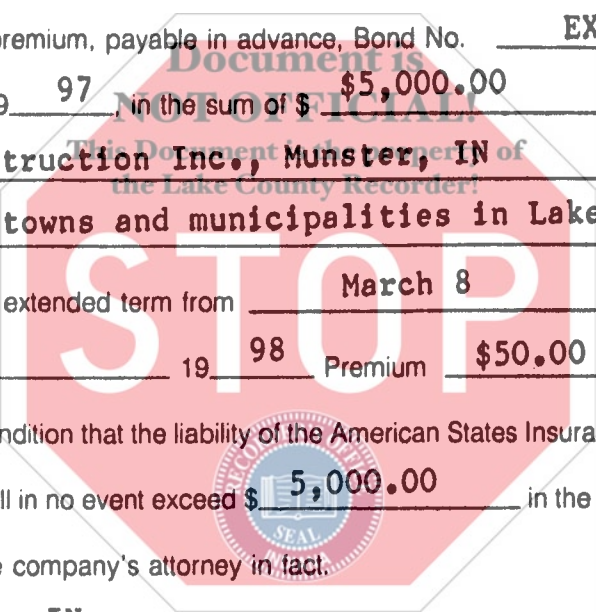 premium, payable in advance, Bond No. EX
Document is
97, in the sum of $ $5,000.00
NOT OFFICIAL!
This Document is the property of
truction Inc., Munster, IN
the Lake County Recorder!
towns and municipalities in Lake
STOP
extended term from March 8
19 98 Premium $50.00
ndition that the liability of the American States Insura
ll in no event exceed $ 5,000.00 in the
SEAL
INDIANA
e company's attorney in fact.
IN